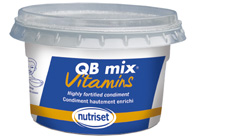 QB mix®
Vitamins
Highly fortified condiment
Condiment hautement enrichi
nutriset